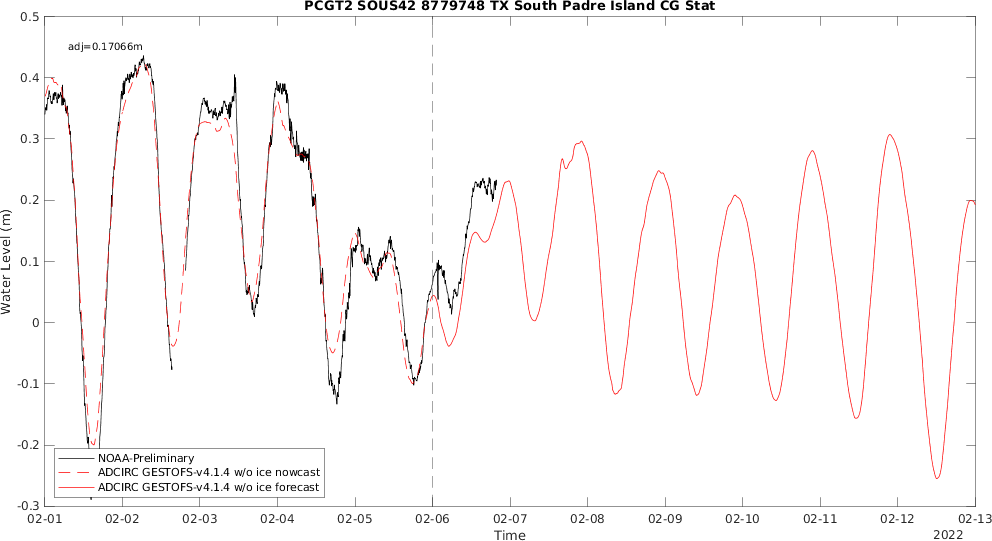 PCGT2 SOUS42 8779748 TX South Padre Island CG Stat
0.5
adj=0.17066m
0.4
0.3
0.2
0.1
0
-0.1
-0.2
-0.3
Water Level (m)
NOAA-Preliminary
ADCIRC GESTOFS-v4.1.4 w/o ice nowcast
ADCIRC GESTOFS-v4.1.4 w/o ice forecast
02-01 02-02 02-03 02-04 02-05 02-06 02-07 02-08 02-09 02-10 02-11 02-12 02-13
Time
2022